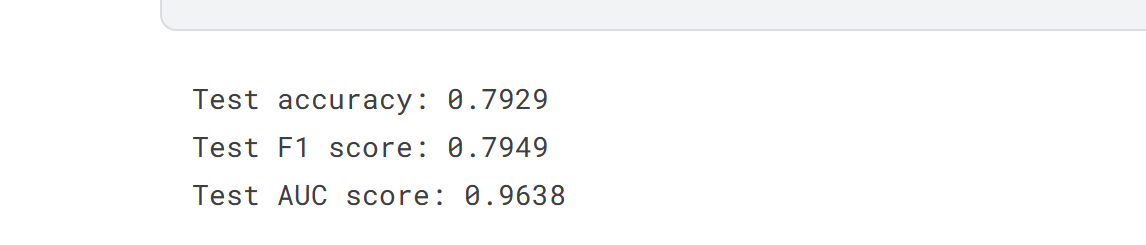 Test accuracy: 0.7929
Test F1 score: 0.7949
Test AUC score: 0.9638